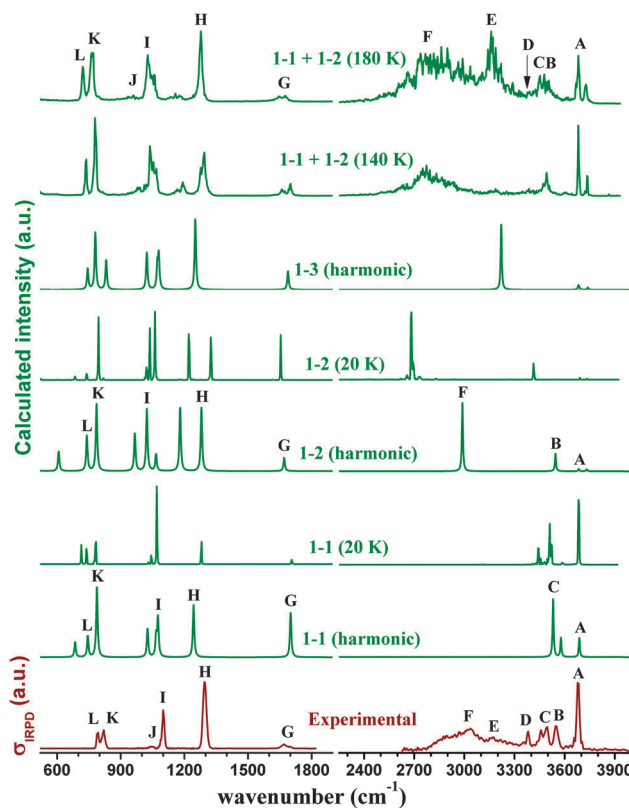 H
F
E
K
I
D
A
L
C B
J
G
1-1 + 1-2 (180 K)
1-1 + 1-2 (140 K)
1-3 (harmonic)
1-2 (20 K)
K
I
H
F
L
G
B
A
1-2 (harmonic)
1-1 (20 K)
K
I
H
G
C
L
A
1-1 (harmonic)
H
A
I
L
K
J
G
F
E
D
C
B
Experimental
Calculated intensity (a.u.)
σIRPD (a.u.)
600 900 1200 1500 1800 2700 3000 3300 3600 3900
wavenumber (cm⁻¹)